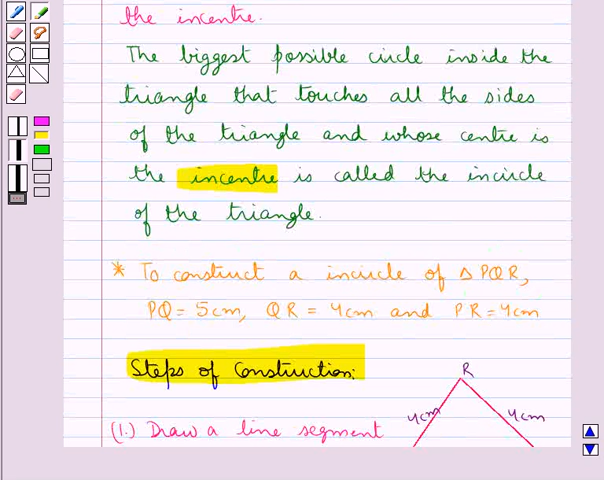 the incentre.
The biggest possible circle inside the
triangle that touches all the sides
of the triangle and whose centre is
the incentre is called the incircle
of the triangle.
* To construct a incircle of △ PQR,
PQ = 5cm, QR = 4cm and PR = 4cm
Steps of Construction:
R
4cm 4cm
(1.) Draw a line segment